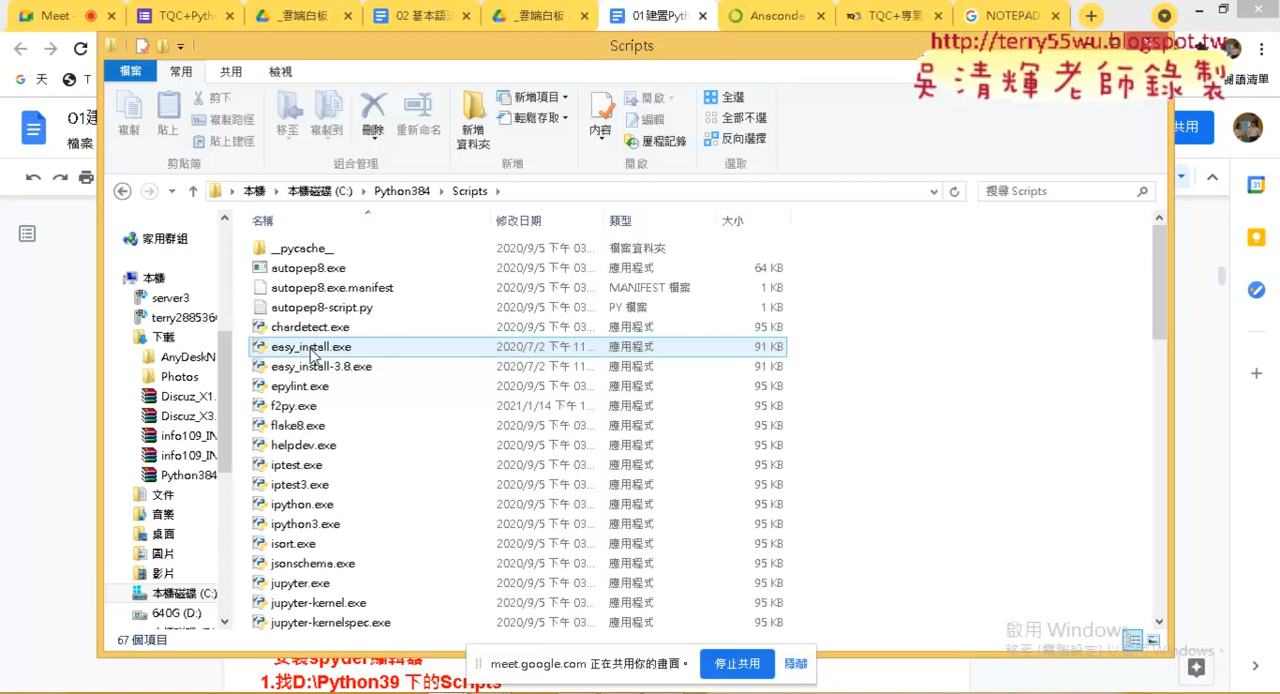 Meet -
TQC+Pyth
_雲端白板 -
02 基本語
_雲端白板 -
01建置Pyth
Anaconda
TQC+專業
NOTEPAD
http://terry55wu.blogspot.tw
吳清輝老師錄製
Scripts
檔案
常用
共用
檢視
複製
貼上
剪下
複製路徑
貼上捷徑
剪貼簿
移至
複製到
刪除
重新命名
組合管理
新增
資料夾
新增項目
輕鬆存取
新增
內容
開啟
編輯
歷程記錄
開啟
全選
全部不選
反向選擇
選取
本機
本機磁碟 (C:)
Python384
Scripts
搜尋 Scripts
天
01建
檔案
共用
閱讀清單
名稱
修改日期
類型
大小
家用群組
本機
server3
terry288536
下載
AnyDeskN
Photos
Discuz_X1.
Discuz_X3.
info109_IN
info109_IN
Python384
文件
音樂
桌面
圖片
影片
本機磁碟 (C:)
640G (D:)
__pycache__ 2020/9/5 下午 03... 檔案資料夾
autopep8.exe 2020/9/5 下午 03... 應用程式 64 KB
autopep8.exe.manifest 2020/9/5 下午 03... MANIFEST 檔案 1 KB
autopep8-script.py 2020/9/5 下午 03... PY 檔案 1 KB
chardetect.exe 2020/9/5 下午 03... 應用程式 95 KB
easy_install.exe 2020/7/2 下午 11... 應用程式 91 KB
easy_install-3.8.exe 2020/7/2 下午 11... 應用程式 91 KB
epylint.exe 2020/9/5 下午 03... 應用程式 95 KB
f2py.exe 2021/1/14 下午 1... 應用程式 95 KB
flake8.exe 2020/9/5 下午 03... 應用程式 95 KB
helpdev.exe 2020/9/5 下午 03... 應用程式 95 KB
iptest.exe 2020/9/5 下午 03... 應用程式 95 KB
iptest3.exe 2020/9/5 下午 03... 應用程式 95 KB
ipython.exe 2020/9/5 下午 03... 應用程式 95 KB
ipython3.exe 2020/9/5 下午 03... 應用程式 95 KB
isort.exe 2020/9/5 下午 03... 應用程式 95 KB
jsonschema.exe 2020/9/5 下午 03... 應用程式 95 KB
jupyter.exe 2020/9/5 下午 03... 應用程式 95 KB
jupyter-kernel.exe 2020/9/5 下午 03... 應用程式 95 KB
jupyter-kernelspec.exe 2020/9/5 下午 03... 應用程式 95 KB
67 個項目
啟用 Windows
meet.google.com 正在共用你的畫面。
停止共用
隱藏
安裝spyder編輯器
1.找D:\Python39 下的Scripts